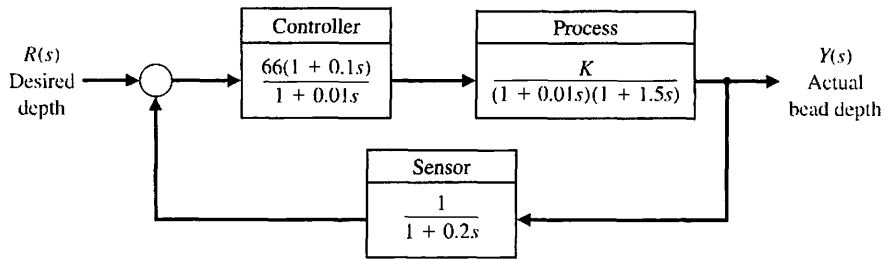 Controller
Process
R(s)
Desired
depth
66(1 + 0.1s)
1 + 0.01s
K
(1 + 0.01s)(1 + 1.5s)
Y(s)
Actual
bead depth
Sensor
1
1 + 0.2s